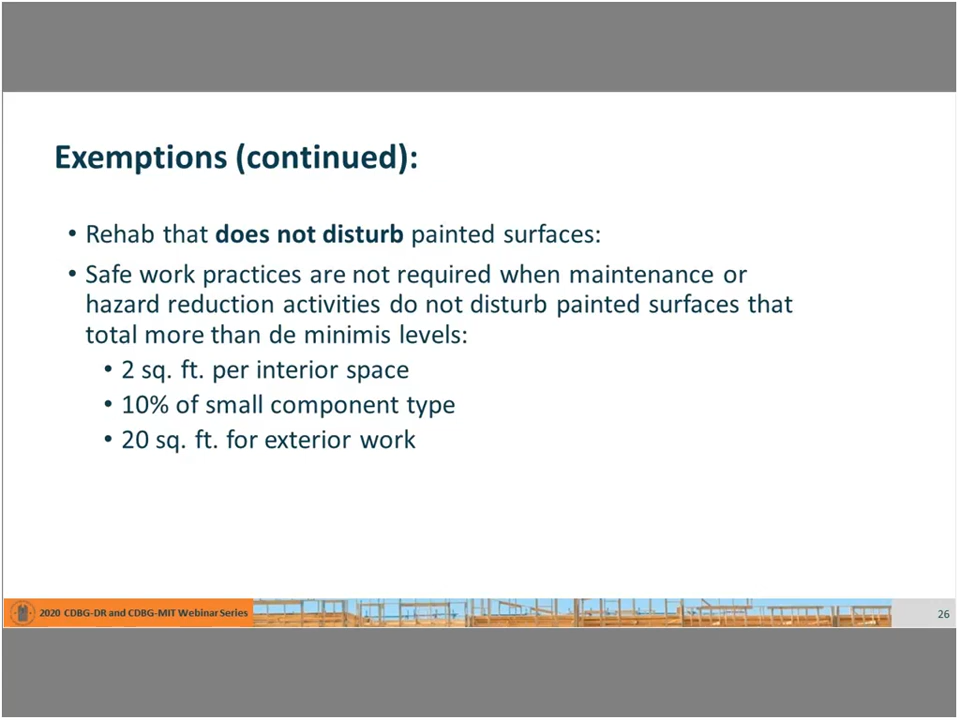 Exemptions (continued):
• Rehab that does not disturb painted surfaces:
• Safe work practices are not required when maintenance or
hazard reduction activities do not disturb painted surfaces that
total more than de minimis levels:
• 2 sq. ft. per interior space
• 10% of small component type
• 20 sq. ft. for exterior work
2020 CDBG-DR and CDBG-MIT Webinar Series
26